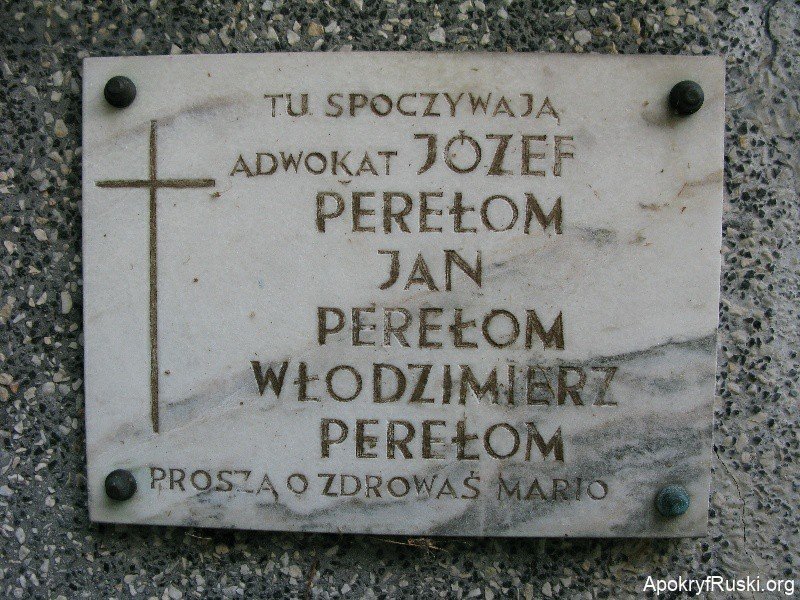 TU SPOCZYWAJĄ
ADWOKAT JÓZEF
PEREŁOM
JAN
PEREŁOM
WŁODZIMIERZ
PEREŁOM
PROSZĄ O ZDROWAŚ MARIO
ApokryfRuski.org